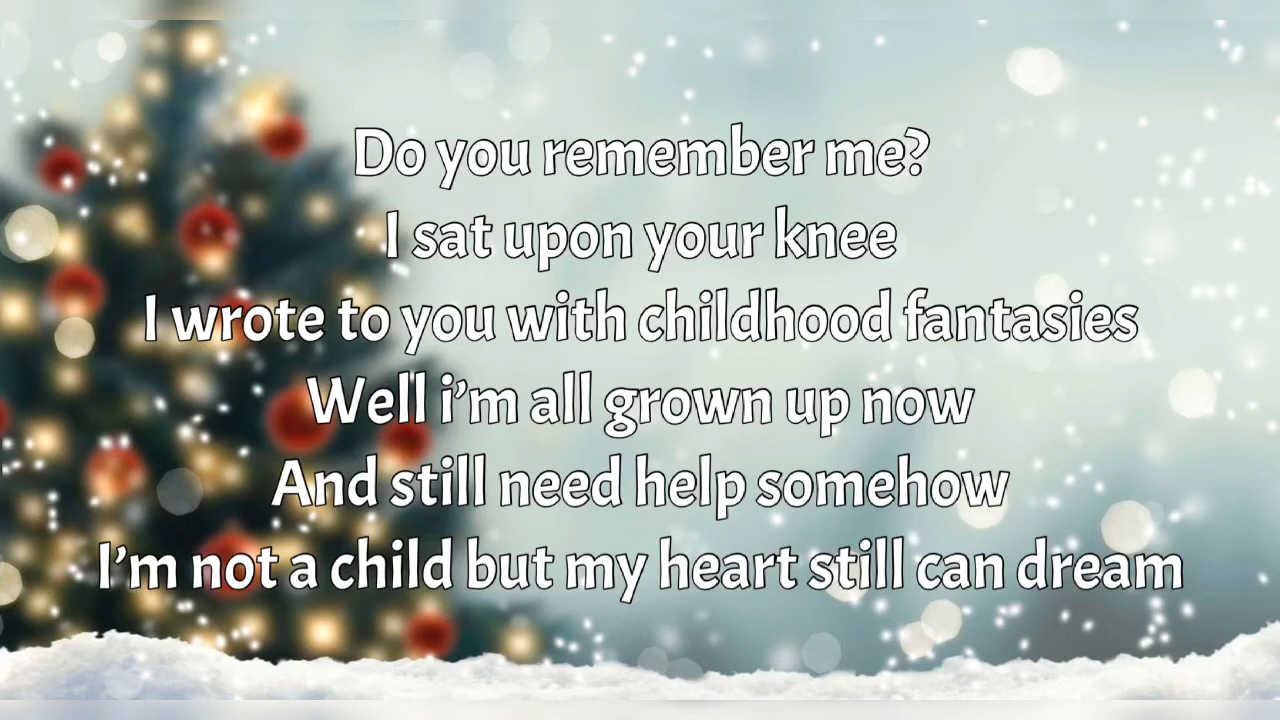 Do you remember me?
I sat upon your knee
I wrote to you with childhood fantasies
Well i'm all grown up now
And still need help somehow
I'm not a child but my heart still can dream